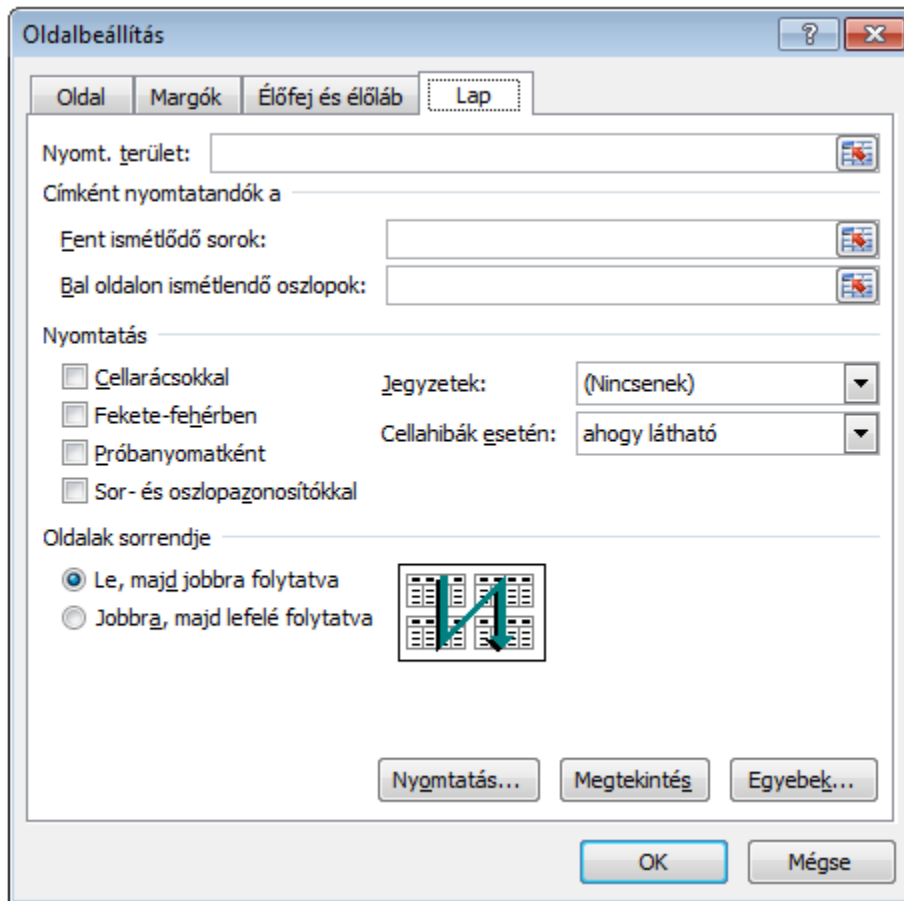 Oldalbeállítás
Oldal Margók Élőfej és élőláb Lap
Nyomt. terület:
Címként nyomtatandók a
Fent ismétlődő sorok:
Bal oldalon ismétlendő oszlopok:
Nyomtatás
Cellarácsokkal
Jegyzetek: (Nincsenek)
Fekete-fehérben
Cellahibák esetén: ahogy látható
Próbanyomatként
Sor- és oszlopazonosítókkal
Oldalak sorrendje
Le, majd jobbra folytatva
Jobbra, majd lefelé folytatva
Nyomtatás... Megtekintés Egyebek...
OK Mégse